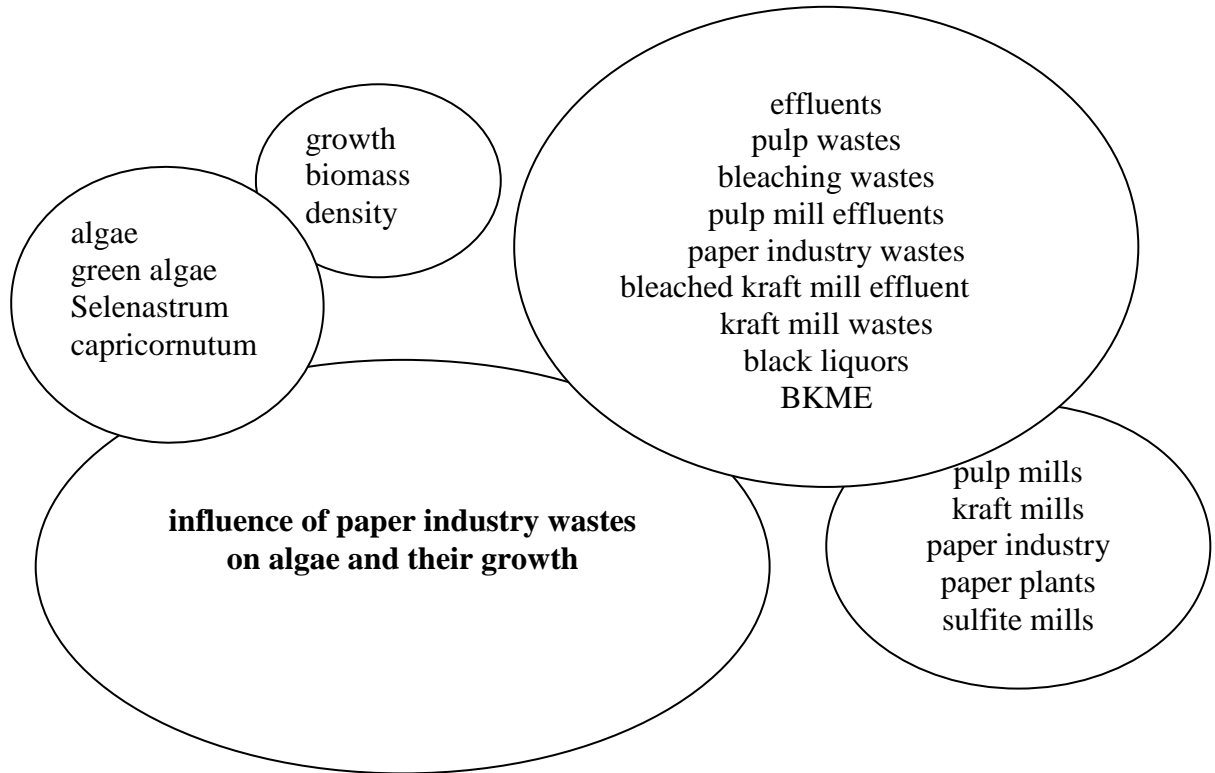 growth
biomass
density
algae
green algae
Selenastrum
capricornutum
effluents
pulp wastes
bleaching wastes
pulp mill effluents
paper industry wastes
bleached kraft mill effluent
kraft mill wastes
black liquors
BKME
influence of paper industry wastes
on algae and their growth
pulp mills
kraft mills
paper industry
paper plants
sulfite mills